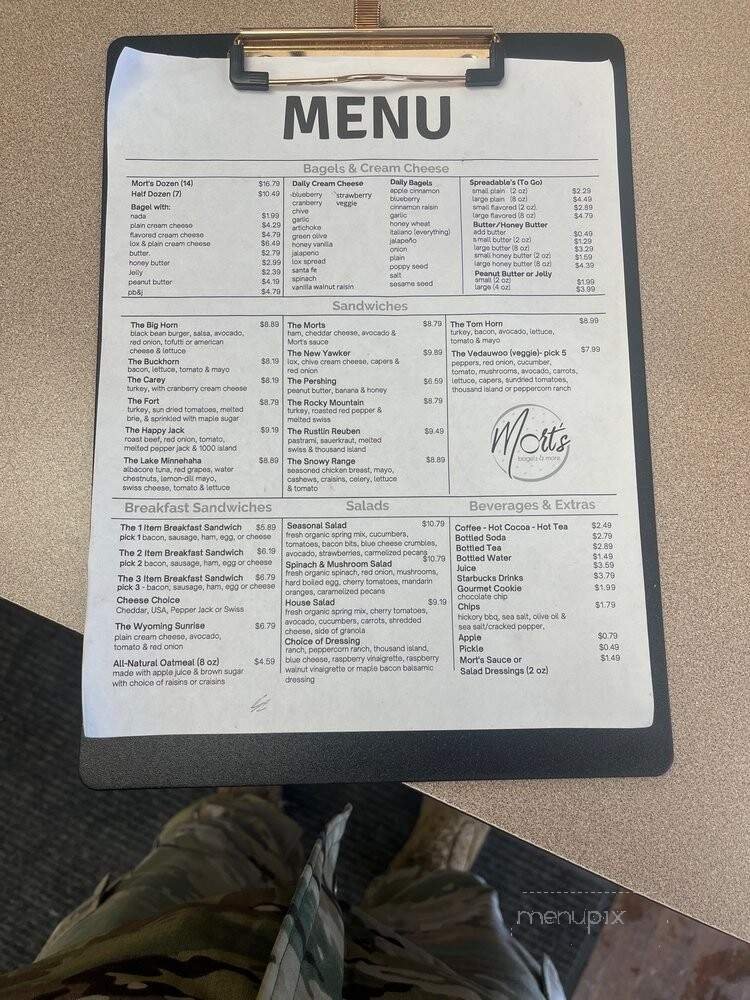 MENU
Bagels & Cream Cheese
Mort's Dozen (14) $16.79
Half Dozen (7) $10.49
Bagel with:
nada $1.99
plain cream cheese $4.29
flavored cream cheese $4.79
lox & plain cream cheese $6.49
butter. $2.79
honey butter $2.99
Jelly $2.39
peanut butter $4.19
pb&j $4.79
Daily Cream Cheese
blueberry strawberry
cranberry veggie
chive
garlic
artichoke
green olive
honey vanilla
jalapeno
lox spread
santa fe
spinach
vanilla walnut raisin
Daily Bagels
apple cinnamon
blueberry
cinnamon raisin
garlic
honey wheat
italiano (everything)
jalapeño
onion
plain
poppy seed
salt
sesame seed
Spreadable's (To Go)
small plain (2 oz) $2.29
large plain (8 oz) $4.49
small flavored (2 oz) $2.89
large flavored (8 oz) $4.79
Butter/Honey Butter
add butter $0.49
small butter (2 oz) $1.29
large butter (8 oz) $3.29
small honey butter (2 oz) $1.59
large honey butter (8 oz) $4.39
Peanut Butter or Jelly
small (2 oz) $1.99
large (4 oz) $3.99
Sandwiches
The Big Horn $8.89
black bean burger, salsa, avocado,
red onion, tofutti or american
cheese & lettuce
The Buckhorn $8.19
bacon, lettuce, tomato & mayo
The Carey $8.19
turkey, with cranberry cream cheese
The Fort $8.79
turkey, sun dried tomatoes, melted
brie, & sprinkled with maple sugar
The Happy Jack $9.19
roast beef, red onion, tomato,
melted pepper jack & 1000 island
The Lake Minnehaha $8.89
albacore tuna, red grapes, water
chestnuts, lemon-dill mayo,
swiss cheese, tomato & lettuce
The Morts $8.79
ham, cheddar cheese, avocado &
Mort's sauce
The New Yawker $9.89
lox, chive cream cheese, capers &
red onion
The Pershing $6.59
peanut butter, banana & honey
The Rocky Mountain $8.79
turkey, roasted red pepper &
melted swiss
The Rustlin Reuben $9.49
pastrami, sauerkraut, melted
swiss & thousand island
The Snowy Range $8.89
seasoned chicken breast, mayo,
cashews, craisins, celery, lettuce
& tomato
The Tom Horn $8.99
turkey, bacon, avocado, lettuce,
tomato & mayo
The Vedauwoo (veggie)- pick 5 $7.99
peppers, red onion, cucumber,
tomato, mushrooms, avocado, carrots,
lettuce, capers, sundried tomatoes,
thousand island or peppercorn ranch
Mort's
bagels & more
Breakfast Sandwiches
The 1 Item Breakfast Sandwich $5.89
pick 1 bacon, sausage, ham, egg, or cheese
The 2 Item Breakfast Sandwich $6.19
pick 2 bacon, sausage, ham, egg, or cheese
The 3 Item Breakfast Sandwich $6.79
pick 3 - bacon, sausage, ham, egg or cheese
Cheese Choice
Cheddar, USA, Pepper Jack or Swiss
The Wyoming Sunrise $6.79
plain cream cheese, avocado,
tomato & red onion
All-Natural Oatmeal (8 oz) $4.59
made with apple juice & brown sugar
with choice of raisins or craisins
Salads
Seasonal Salad $10.79
fresh organic spring mix, cucumbers,
tomatoes, bacon bits, blue cheese crumbles,
avocado, strawberries, carmelized pecans
Spinach & Mushroom Salad $10.79
fresh organic spinach, red onion, mushrooms,
hard boiled egg, cherry tomatoes, mandarin
oranges, caramelized pecans
House Salad $9.19
fresh organic spring mix, cherry tomatoes,
avocado, cucumbers, carrots, shredded
cheese, side of granola
Choice of Dressing
ranch, peppercorn ranch, thousand island,
blue cheese, raspberry vinaigrette, raspberry
walnut vinaigrette or maple bacon balsamic
dressing
Beverages & Extras
Coffee - Hot Cocoa - Hot Tea $2.49
Bottled Soda $2.79
Bottled Tea $2.89
Bottled Water $1.49
Juice $3.59
Starbucks Drinks $3.79
Gourmet Cookie $1.99
chocolate chip
Chips $1.79
hickory bbq, sea salt, olive oil &
sea salt/cracked pepper,
Apple $0.79
Pickle $0.49
Mort's Sauce or $1.49
Salad Dressings (2 oz)
menupix